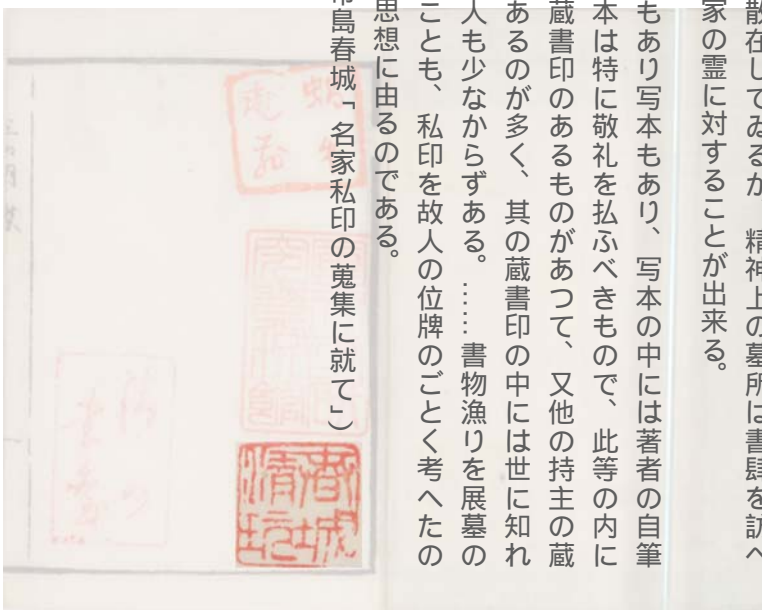 散在してゐるが　精神上の墓所は書肆を訪へ
家の霊に対することが出来る。
もあり写本もあり、写本の中には著者の自筆
本は特に敬礼を払ふべきもので、此等の内に
蔵書印のあるものがあつて、又他の持主の蔵
あるのが多く、其の蔵書印の中には世に知れ
人も少なからずある。……書物漁りを展墓の
ことも、私印を故人の位牌のごとく考へたの
思想に由るのである。
市島春城「名家私印の蒐集に就て」）
春城
清玩